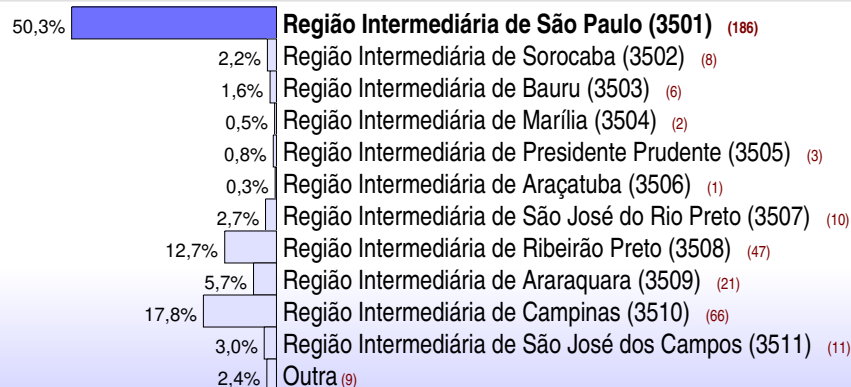 50,3% Região Intermediária de São Paulo (3501) (186)
2,2% Região Intermediária de Sorocaba (3502) (8)
1,6% Região Intermediária de Bauru (3503) (6)
0,5% Região Intermediária de Marília (3504) (2)
0,8% Região Intermediária de Presidente Prudente (3505) (3)
0,3% Região Intermediária de Araçatuba (3506) (1)
2,7% Região Intermediária de São José do Rio Preto (3507) (10)
12,7% Região Intermediária de Ribeirão Preto (3508) (47)
5,7% Região Intermediária de Araraquara (3509) (21)
17,8% Região Intermediária de Campinas (3510) (66)
3,0% Região Intermediária de São José dos Campos (3511) (11)
2,4% Outra (9)